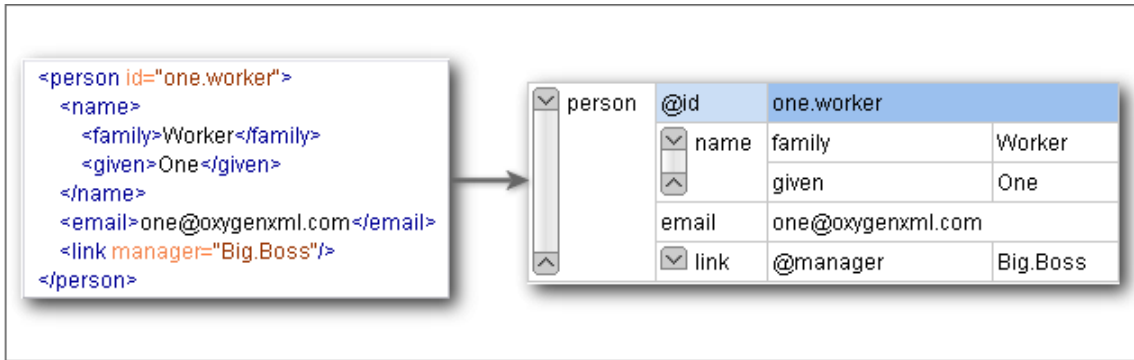 <person id="one.worker">
<name>
<family>Worker</family>
<given>One</given>
</name>
<email>one@oxygenxml.com</email>
<link manager="Big.Boss"/>
</person>
person @id one.worker
name family Worker
given One
email one@oxygenxml.com
link @manager Big.Boss